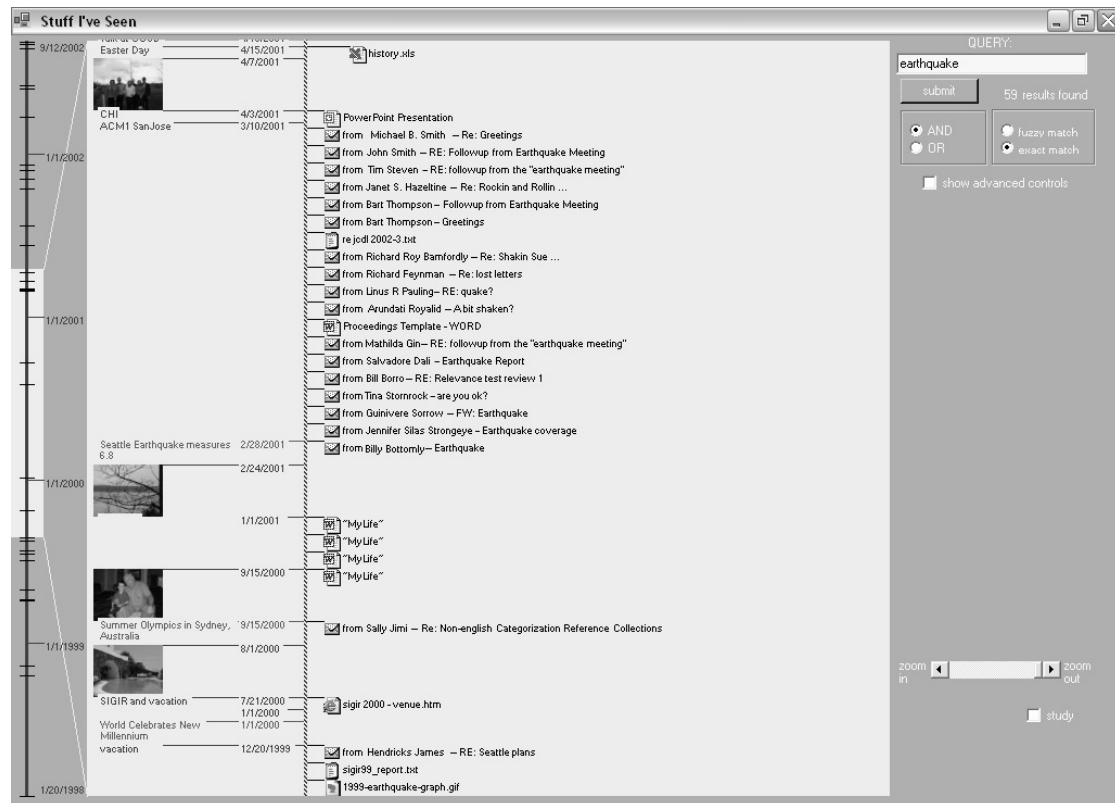 Stuff I've Seen
9/12/2002
1/1/2002
1/1/2001
1/1/2000
1/1/1999
1/20/1998
Easter Day 4/15/2001
history.xls
4/7/2001
CHI 4/3/2001
PowerPoint Presentation
ACM1 SanJose 3/10/2001
from Michael B. Smith – Re: Greetings
from John Smith – RE: Followup from Earthquake Meeting
from Tim Steven – RE: followup from the "earthquake meeting"
from Janet S. Hazeltine – Re: Rockin and Rollin ...
from Bart Thompson – Followup from Earthquake Meeting
from Bart Thompson – Greetings
re jcdl 2002-3.txt
from Richard Roy Bamfordly – Re: Shakin Sue ...
from Richard Feynman – Re: lost letters
from Linus R Pauling– RE: quake?
from Arundati Royalid – A bit shaken?
Proceedings Template - WORD
from Mathilda Gin– RE: followup from the "earthquake meeting"
from Salvadore Dali – Earthquake Report
from Bill Borro – RE: Relevance test review 1
from Tina Stornrock – are you ok?
from Guinivere Sorrow – FW: Earthquake
from Jennifer Silas Strongeye – Earthquake coverage
Seattle Earthquake measures 2/28/2001
6.8
from Billy Bottomly– Earthquake
2/24/2001
1/1/2001
"MyLife"
"MyLife"
"MyLife"
9/15/2000
"MyLife"
Summer Olympics in Sydney, 9/15/2000
Australia
from Sally Jimi – Re: Non-english Categorization Reference Collections
8/1/2000
SIGIR and vacation 7/21/2000
sigir 2000 - venue.htm
1/1/2000
World Celebrates New 1/1/2000
Millennium
vacation 12/20/1999
from Hendricks James – RE: Seattle plans
sigir99_report.txt
1999-earthquake-graph.gif
QUERY:
earthquake
submit
59 results found
AND
OR
fuzzy match
exact match
show advanced controls
zoom in
zoom out
study